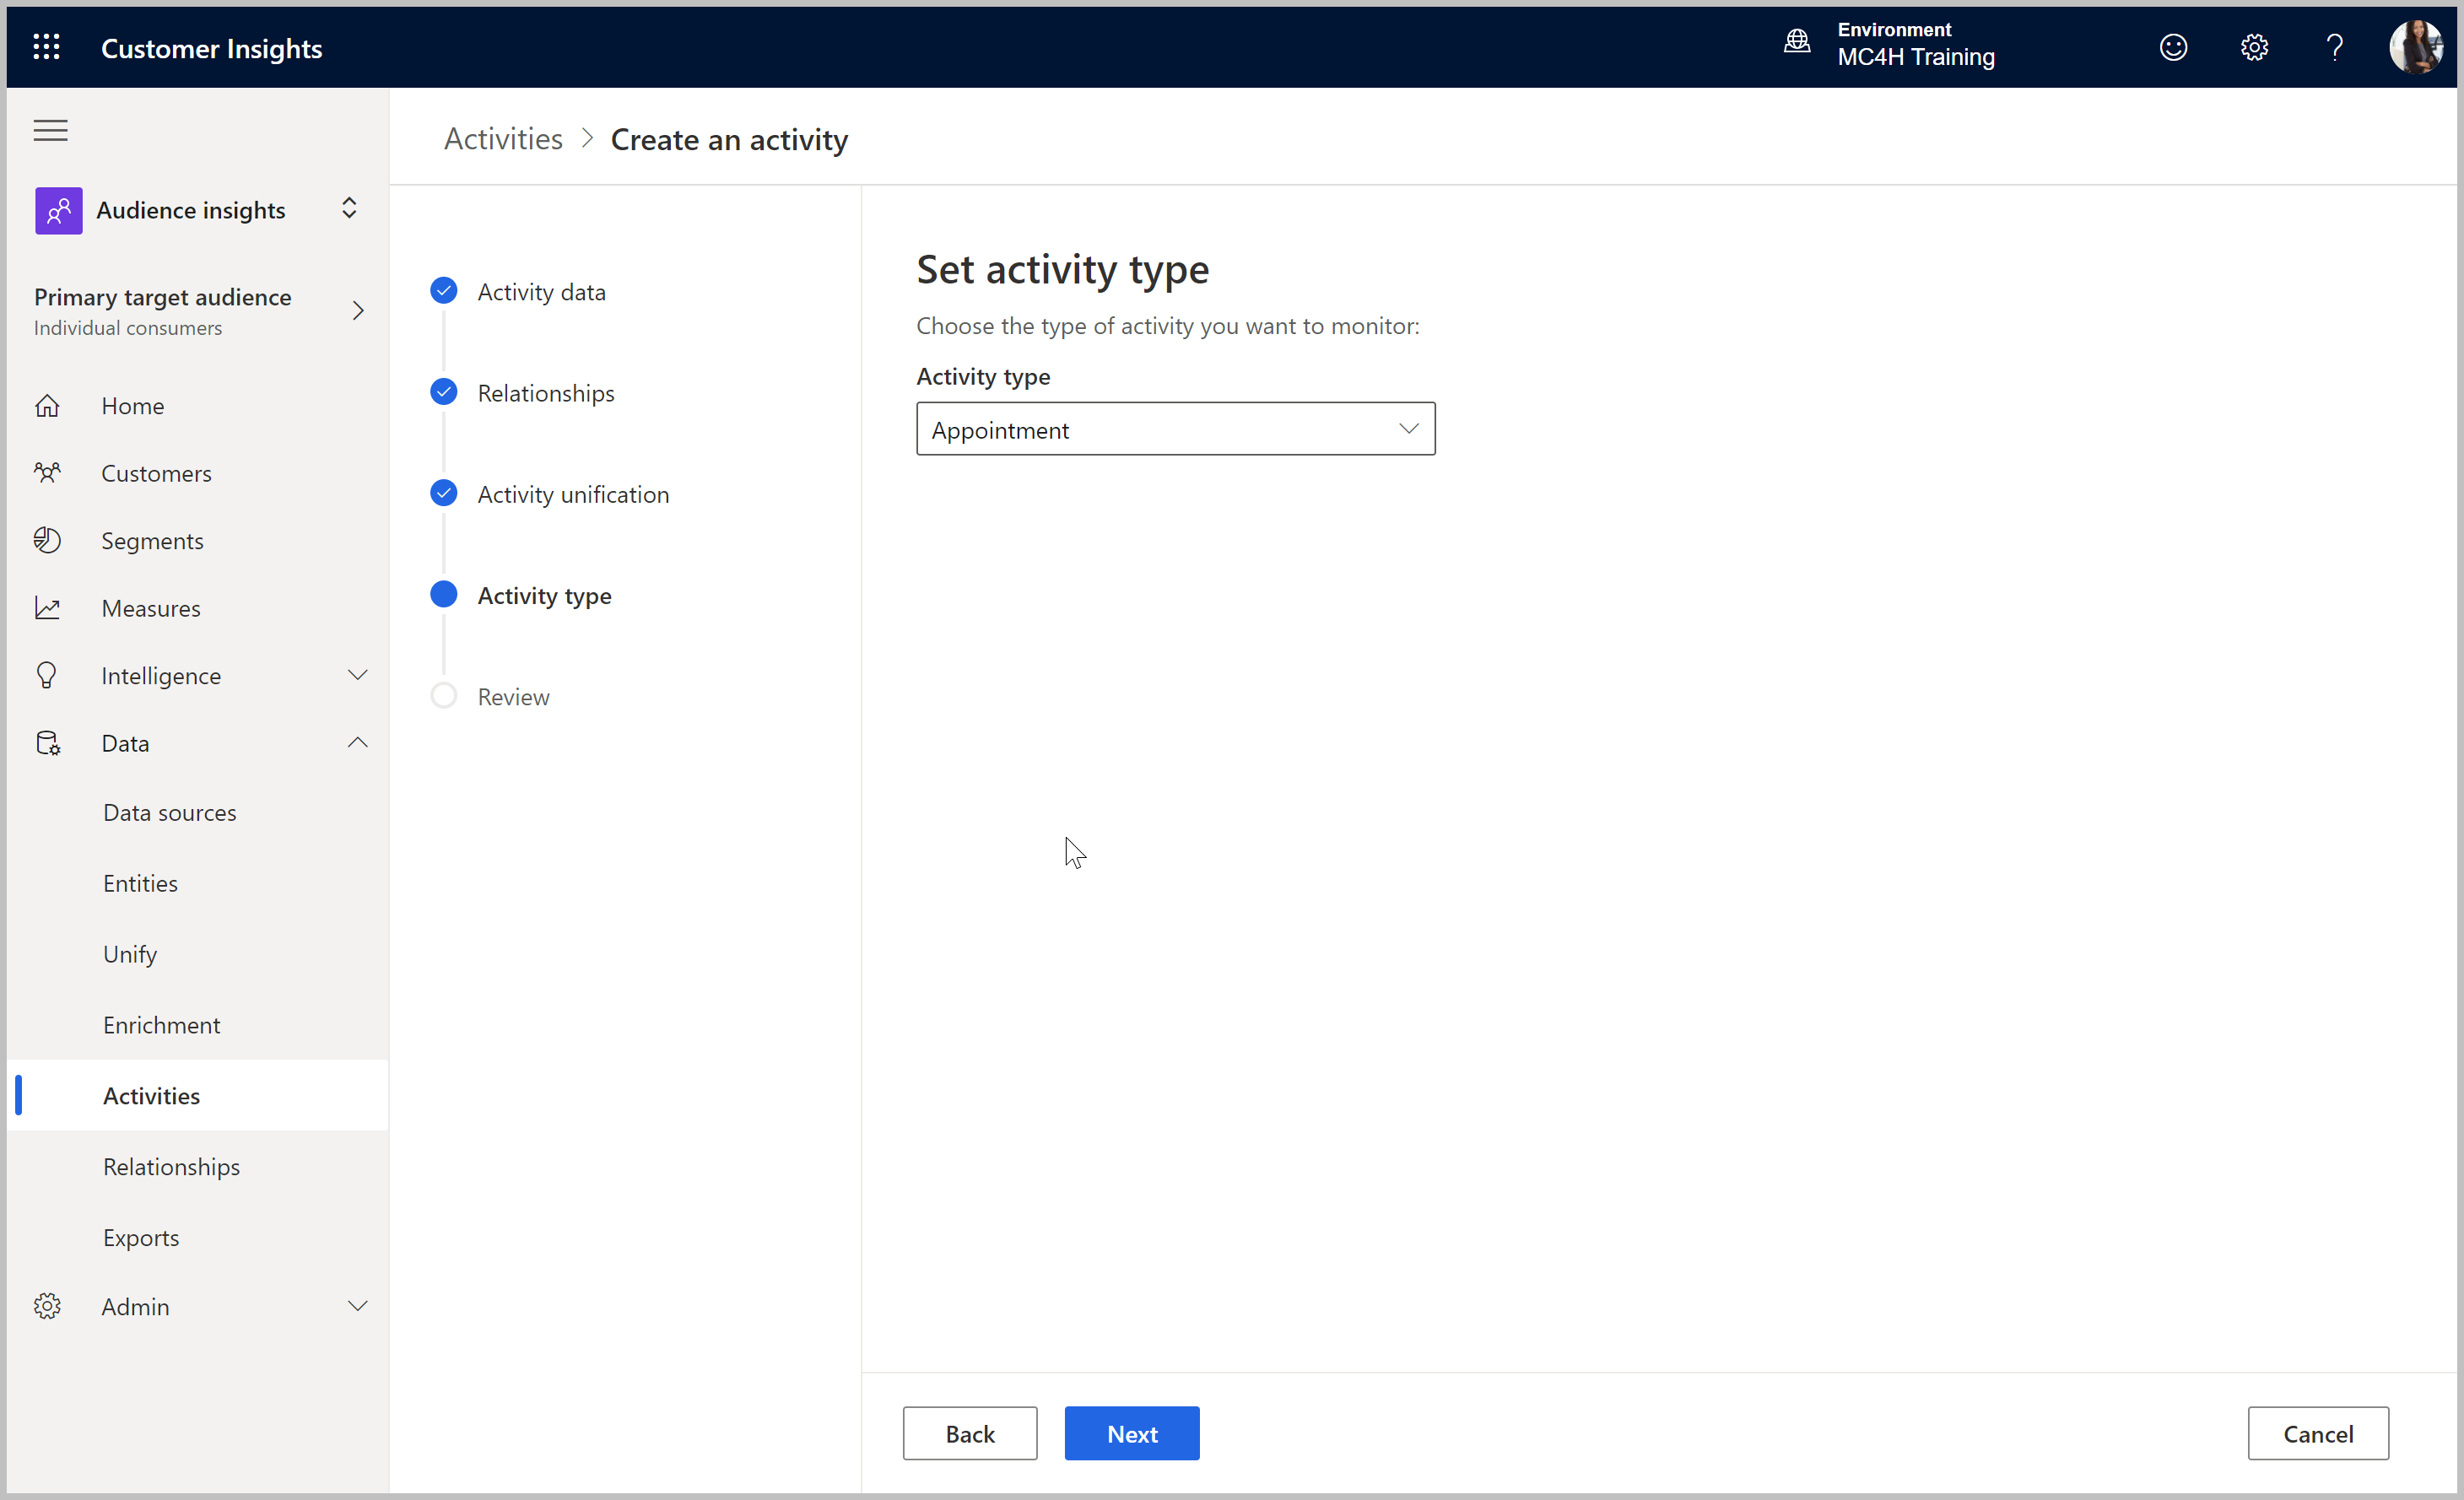 Customer Insights
Environment
MC4H Training
Audience insights
Primary target audience
Individual consumers
Home
Customers
Segments
Measures
Intelligence
Data
Data sources
Entities
Unify
Enrichment
Activities
Relationships
Exports
Admin
Activities > Create an activity
Activity data
Relationships
Activity unification
Activity type
Review
Set activity type
Choose the type of activity you want to monitor:
Activity type
Appointment
Back
Next
Cancel